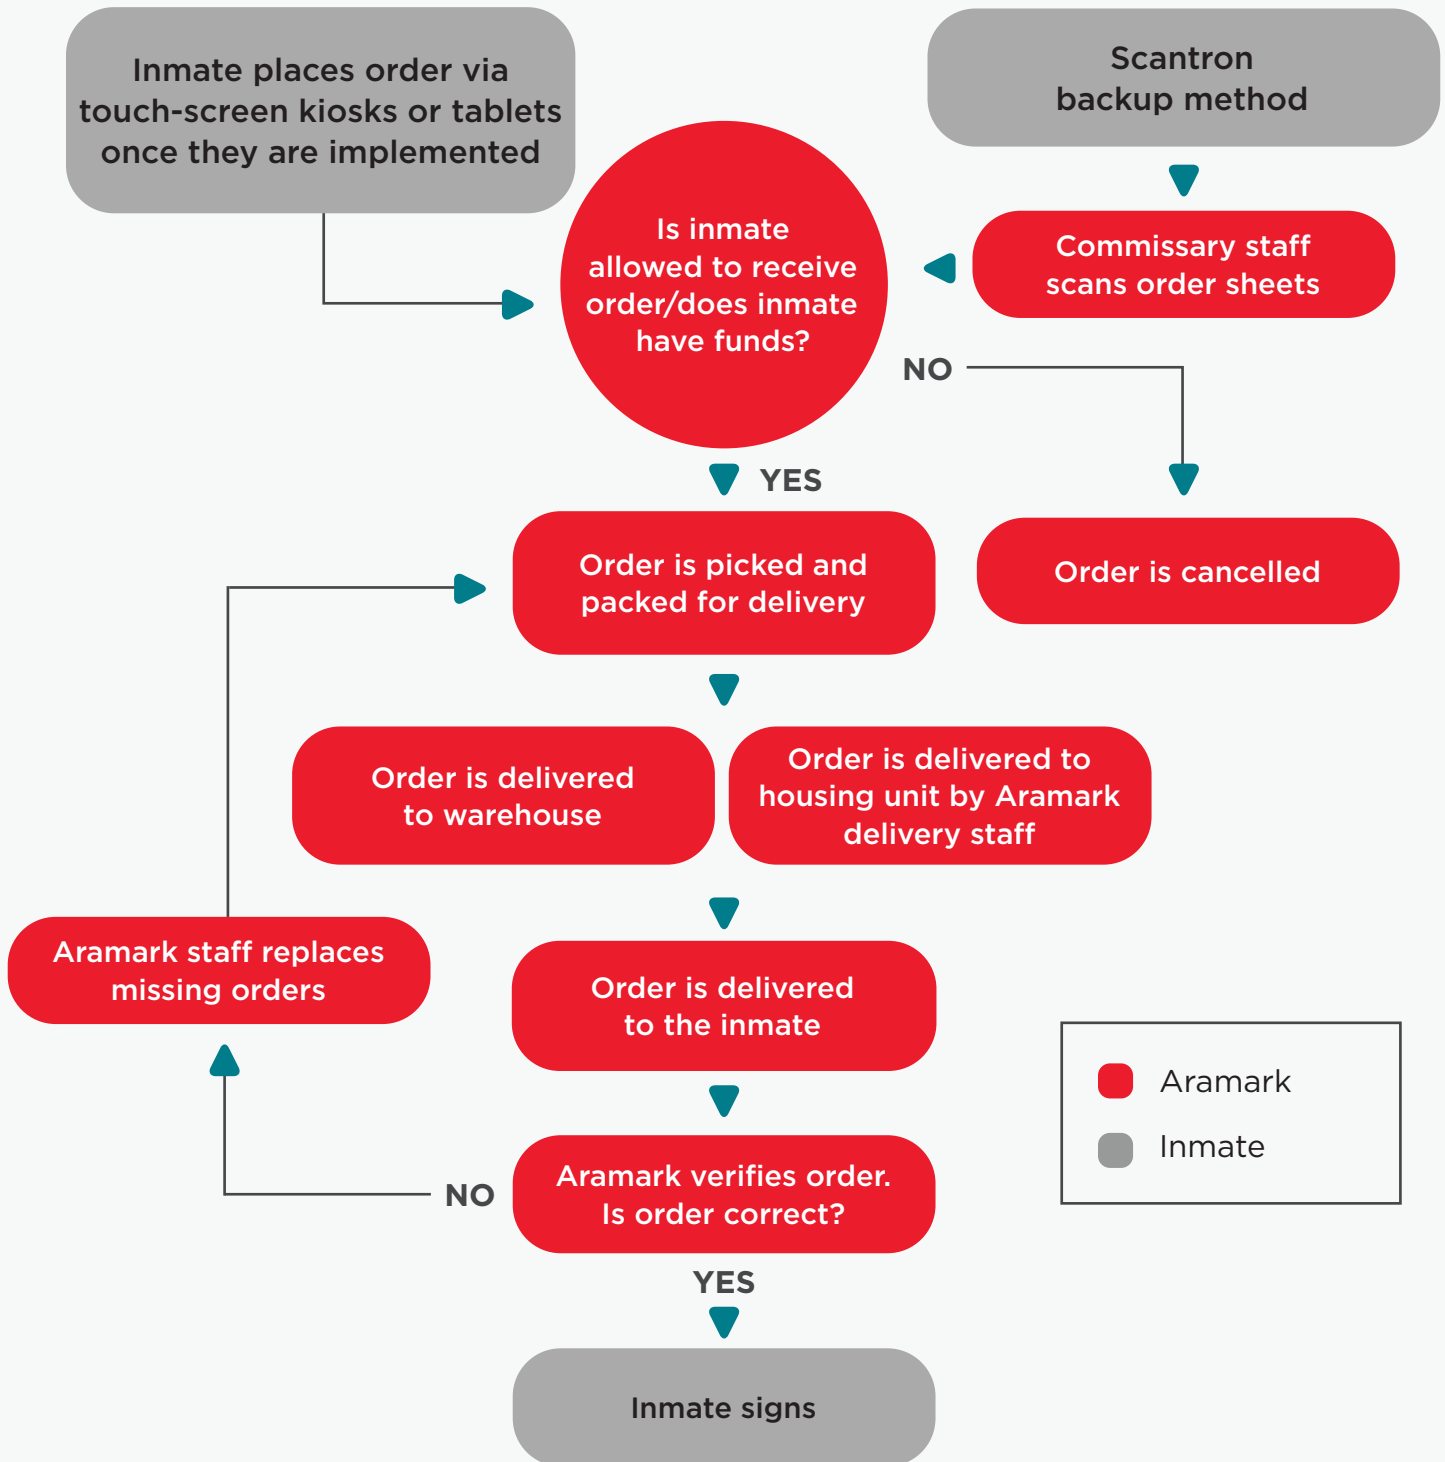 Inmate places order via
touch-screen kiosks or tablets
once they are implemented
Scantron
backup method
Is inmate
allowed to receive
order/does inmate
have funds?
Commissary staff
scans order sheets
NO
YES
Order is picked and
packed for delivery
Order is cancelled
Order is delivered
to warehouse
Order is delivered to
housing unit by Aramark
delivery staff
Aramark staff replaces
missing orders
Order is delivered
to the inmate
Aramark
Inmate
Aramark verifies order.
Is order correct?
NO
YES
Inmate signs